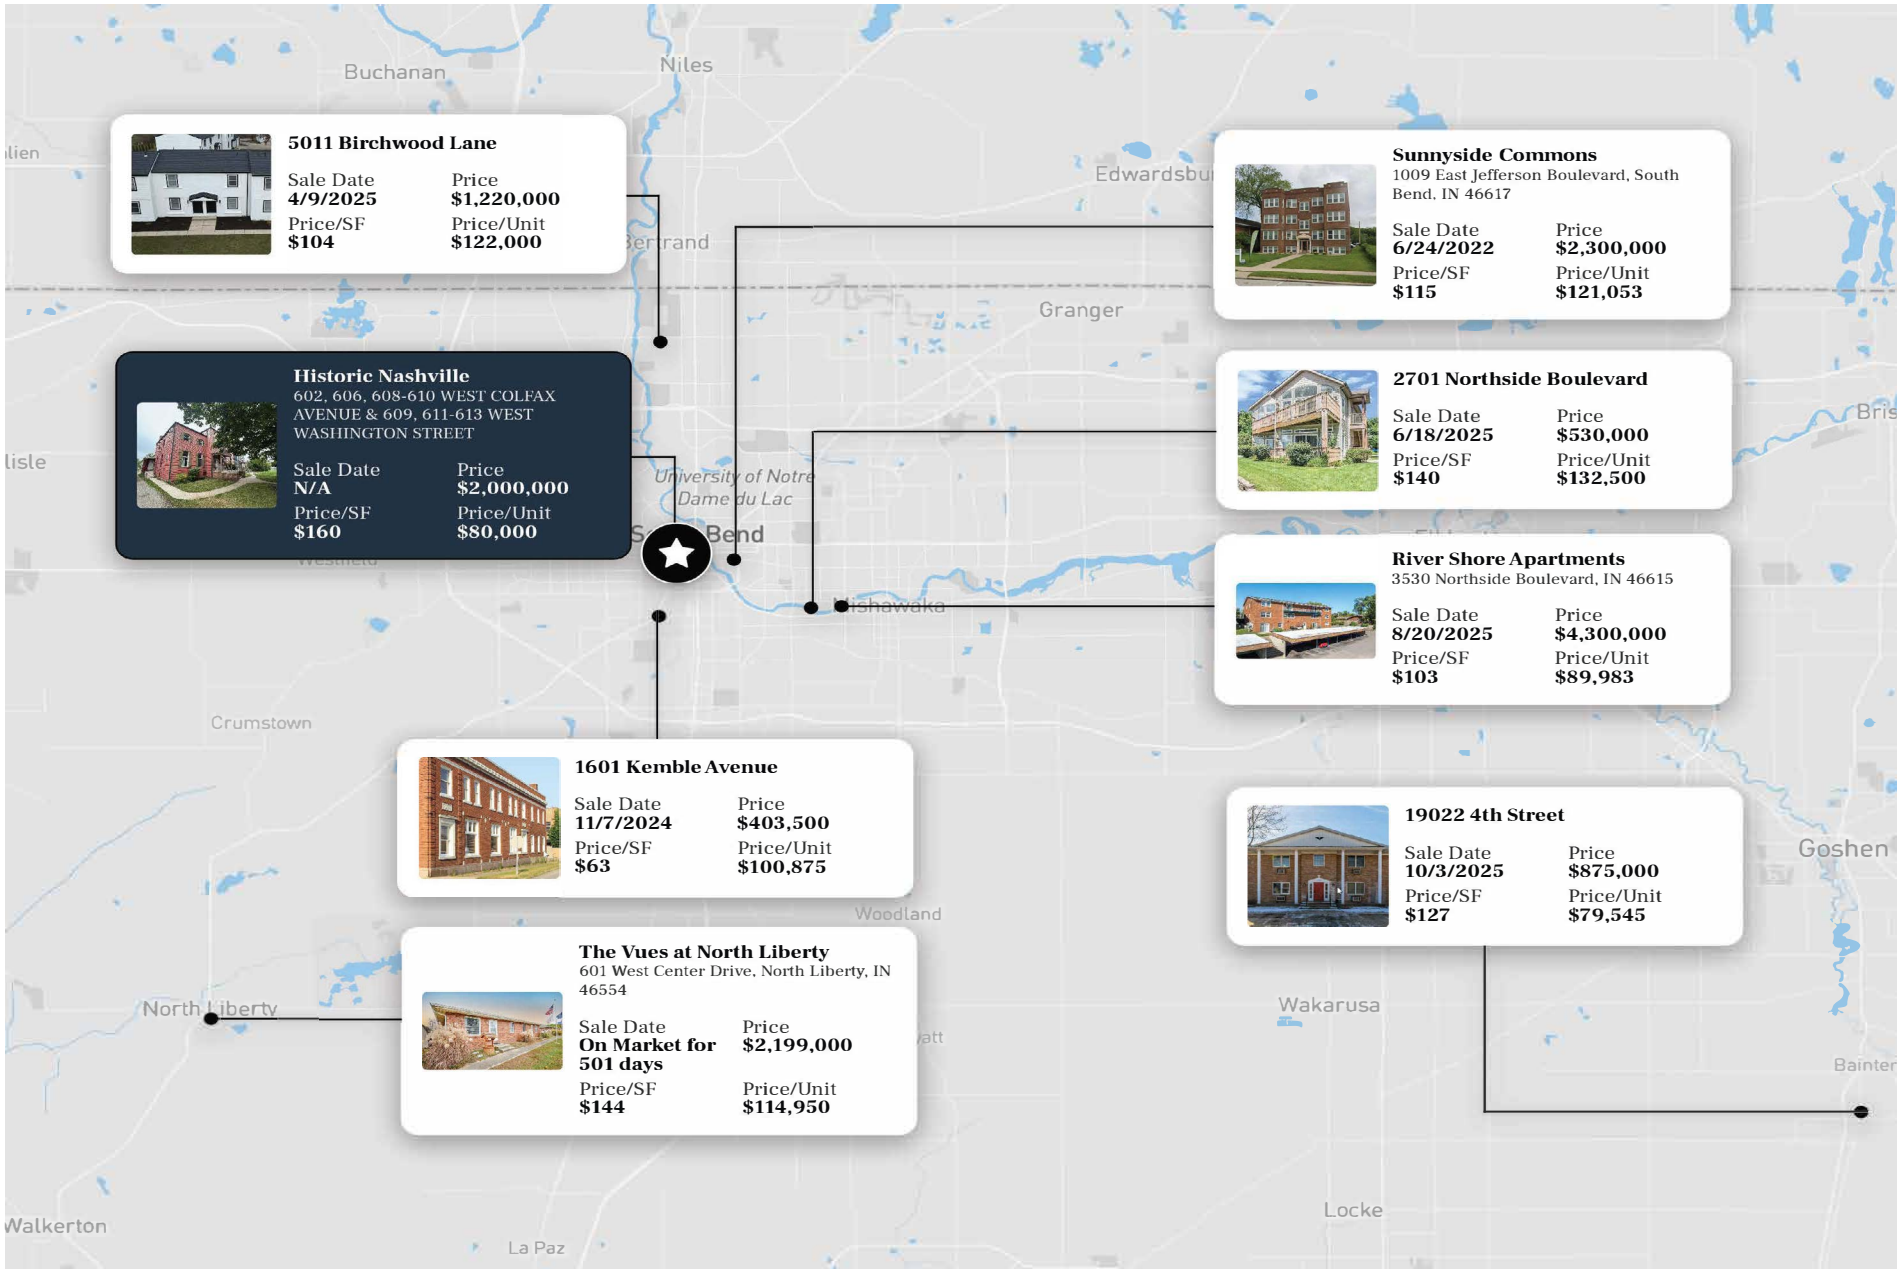 Buchanan
Niles
5011 Birchwood Lane
Sale Date
4/9/2025
Price
$1,220,000
Price/SF
$104
Price/Unit
$122,000
Sunnyside Commons
1009 East Jefferson Boulevard, South
Bend, IN 46617
Sale Date
6/24/2022
Price
$2,300,000
Price/SF
$115
Price/Unit
$121,053
Bertrand
Granger
Historic Nashville
602, 606, 608-610 WEST COLFAX
AVENUE & 609, 611-613 WEST
WASHINGTON STREET
Sale Date
N/A
Price
$2,000,000
Price/SF
$160
Price/Unit
$80,000
2701 Northside Boulevard
Sale Date
6/18/2025
Price
$530,000
Price/SF
$140
Price/Unit
$132,500
University of Notre
Dame du Lac
Bend
River Shore Apartments
3530 Northside Boulevard, IN 46615
Sale Date
8/20/2025
Price
$4,300,000
Price/SF
$103
Price/Unit
$89,983
Mishawaka
Crumstown
1601 Kemble Avenue
Sale Date
11/7/2024
Price
$403,500
Price/SF
$63
Price/Unit
$100,875
19022 4th Street
Sale Date
10/3/2025
Price
$875,000
Price/SF
$127
Price/Unit
$79,545
Goshen
Woodland
The Vues at North Liberty
601 West Center Drive, North Liberty, IN
46554
Sale Date
On Market for
501 days
Price
$2,199,000
Price/SF
$144
Price/Unit
$114,950
North Liberty
Wakarusa
Walkerton
La Paz
Locke